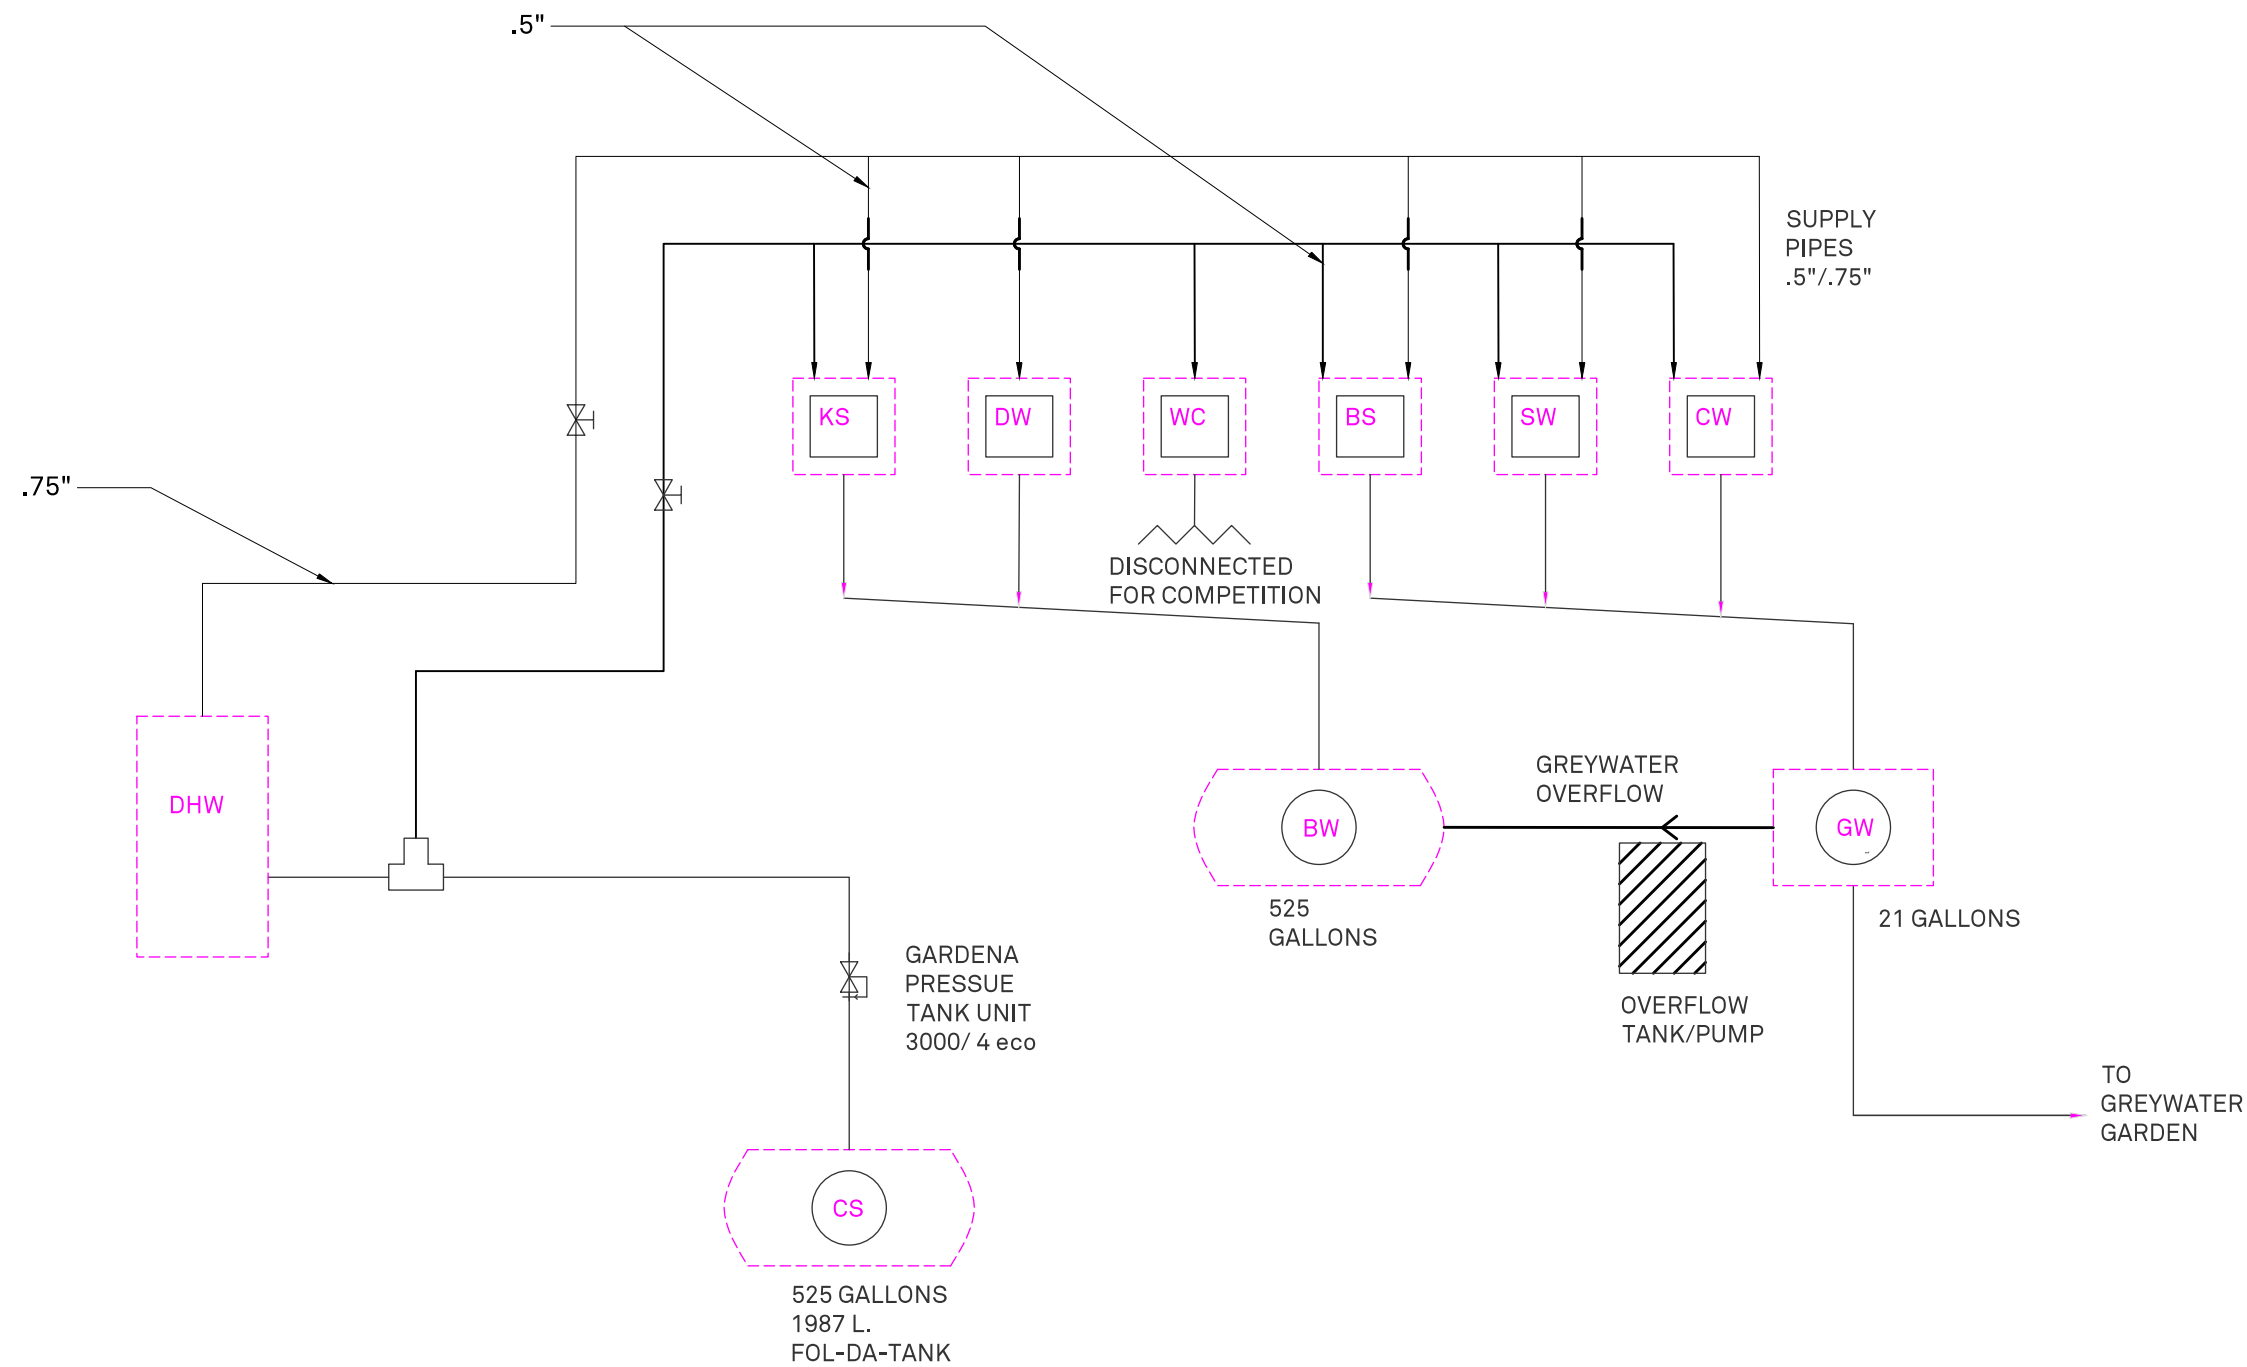 .5"
SUPPLY
PIPES
.5"/.75"
KS
DW
WC
BS
SW
CW
.75"
DISCONNECTED
FOR COMPETITION
DHW
GREYWATER
OVERFLOW
BW
GW
525
GALLONS
21 GALLONS
GARDENA
PRESSUE
TANK UNIT
3000/ 4 eco
OVERFLOW
TANK/PUMP
TO
GREYWATER
GARDEN
CS
525 GALLONS
1987 L.
FOL-DA-TANK